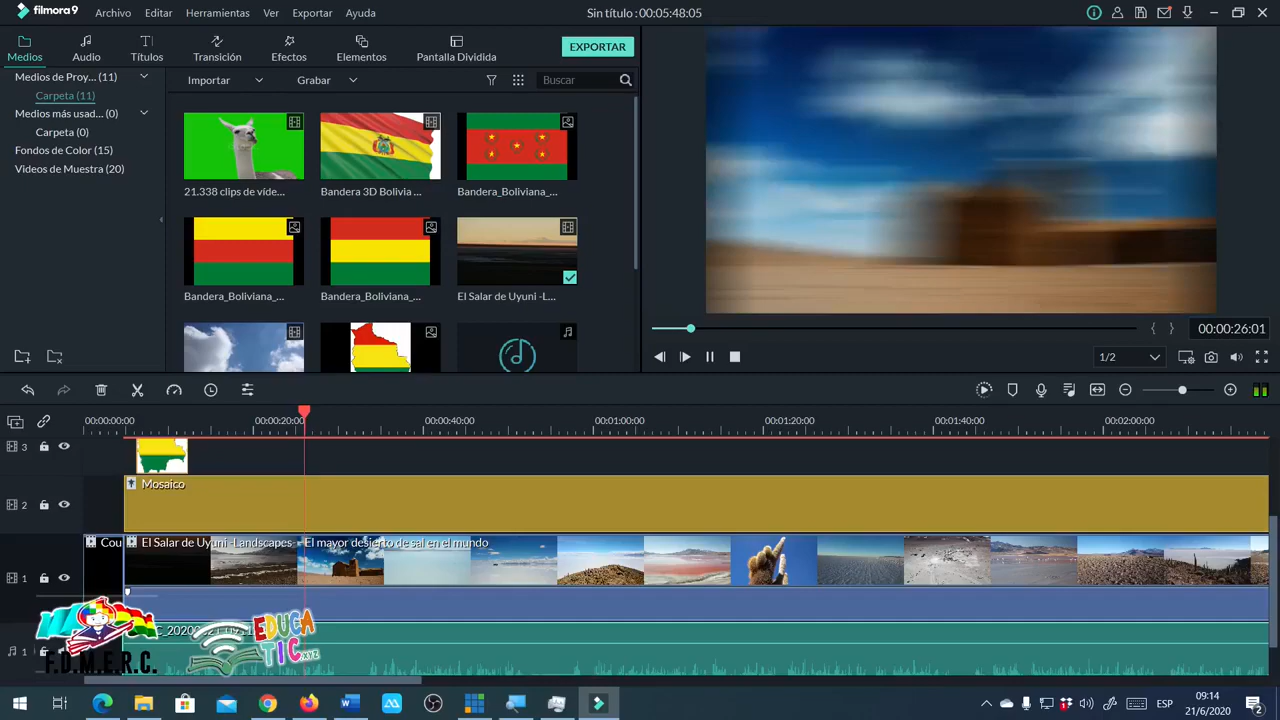 filmora9 Archivo Editar Herramientas Ver Exportar Ayuda Sin título : 00:05:48:05
Medios Audio Títulos Transición Efectos Elementos Pantalla Dividida EXPORTAR
Medios de Proy... (11) Importar Grabar Buscar
Carpeta (11)
Medios más usad... (0)
Carpeta (0)
Fondos de Color (15)
Videos de Muestra (20)
21.338 clips de víde... Bandera 3D Bolivia ... Bandera_Boliviana_...
Bandera_Boliviana_... Bandera_Boliviana_... El Salar de Uyuni -L...
00:00:26:01
1/2
00:00:00:00 00:00:20:00 00:00:40:00 00:01:00:00 00:01:20:00 00:01:40:00 00:02:00:00
3
2 Mosaico
Cou El Salar de Uyuni -Landscapes- - El mayor desierto de sal en el mundo
1
1
F.D.M.E.R.C.
EDUCA
TIC.XYZ
ESP 09:14
21/6/2020 2